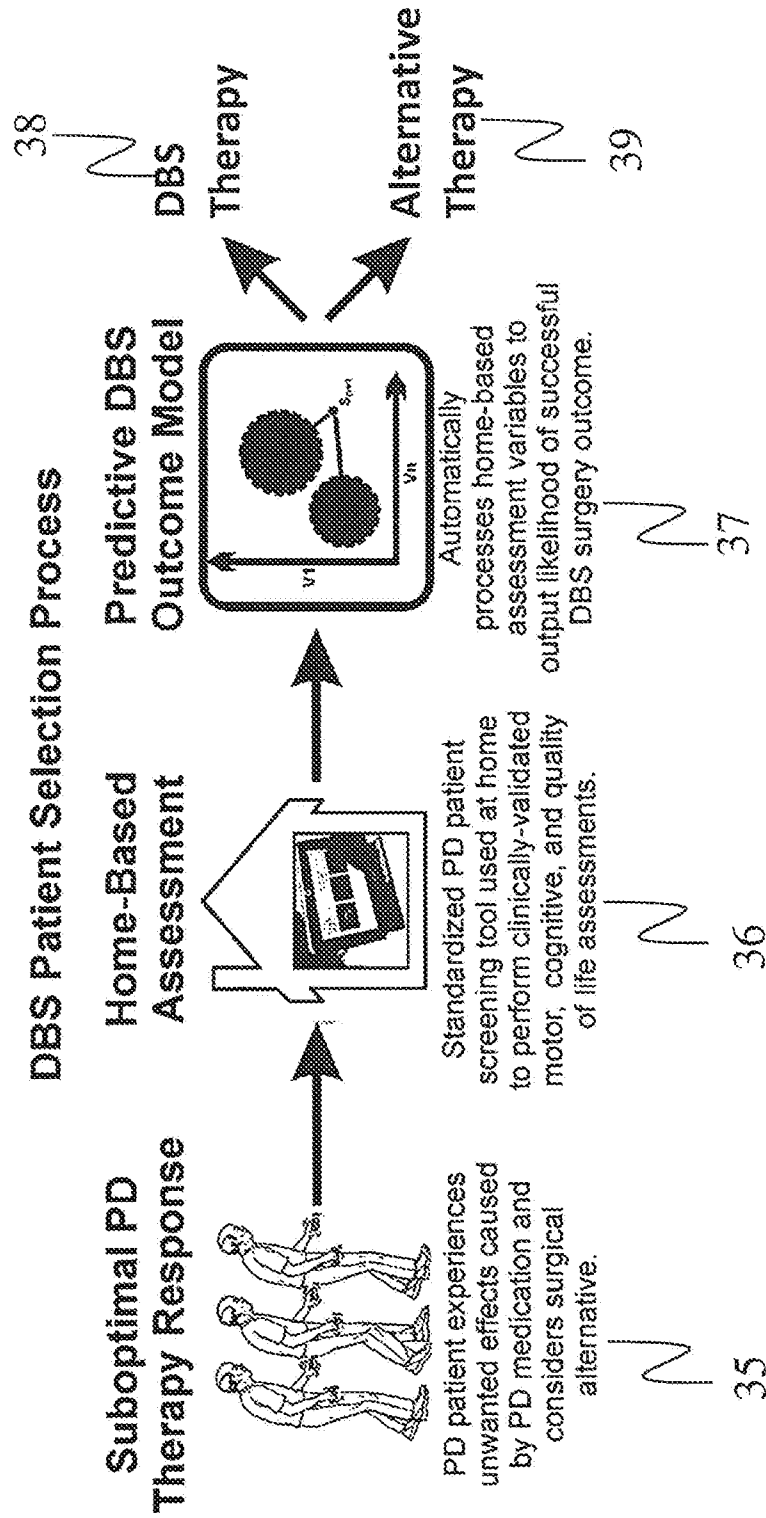 DBS Patient Selection Process
Suboptimal PD
Therapy Response
PD patient experiences
unwanted effects caused
by PD medication and
considers surgical
alternative.
35
Home-Based
Assessment
Standardized PD patient
screening tool used at home
to perform clinically-validated
motor, cognitive, and quality
of life assessments.
36
Predictive DBS
Outcome Model
V1
Vn
Automatically
processes home-based
assessment variables to
output likelihood of successful
DBS surgery outcome.
37
38
DBS
Therapy
Alternative
Therapy
39